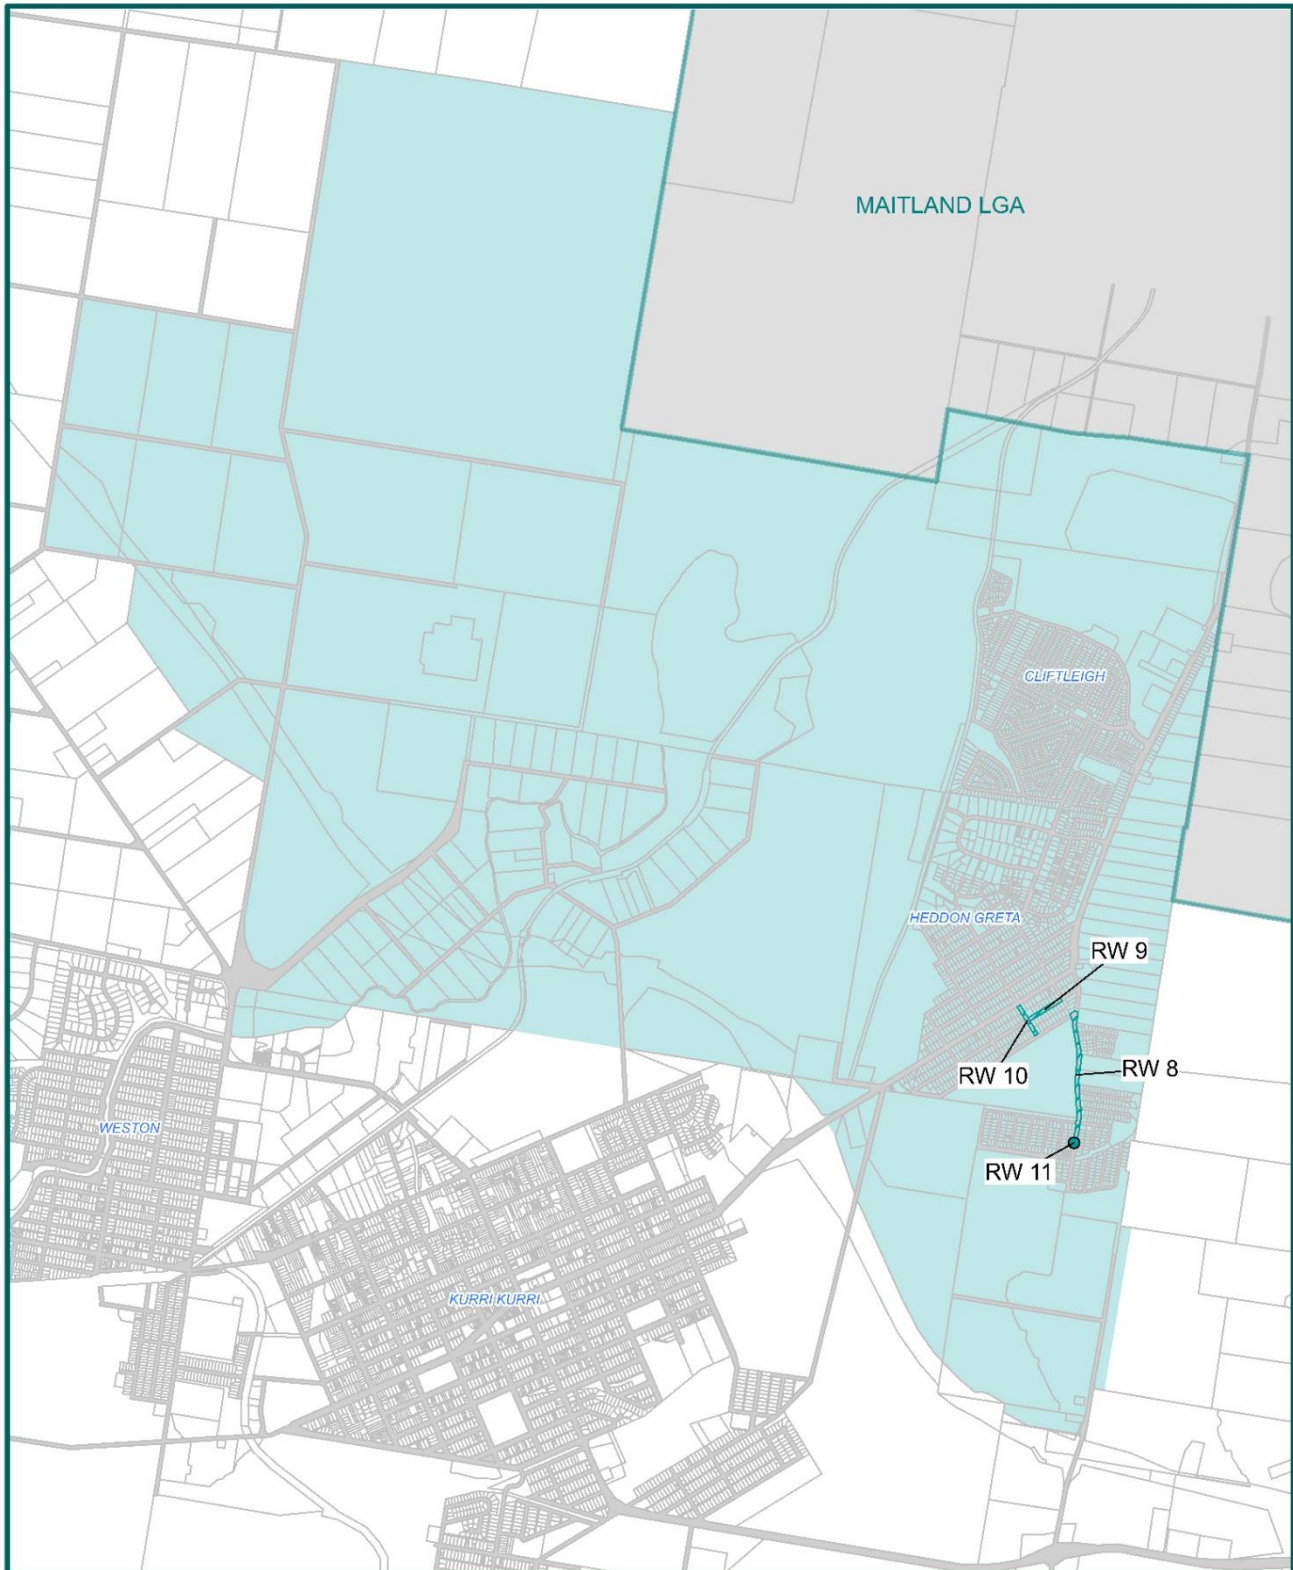 MAITLAND LGA
CLIFTLEIGH
HEDDON GRETA
RW 9
RW 10
RW 8
WESTON
RW 11
KURRI KURRI